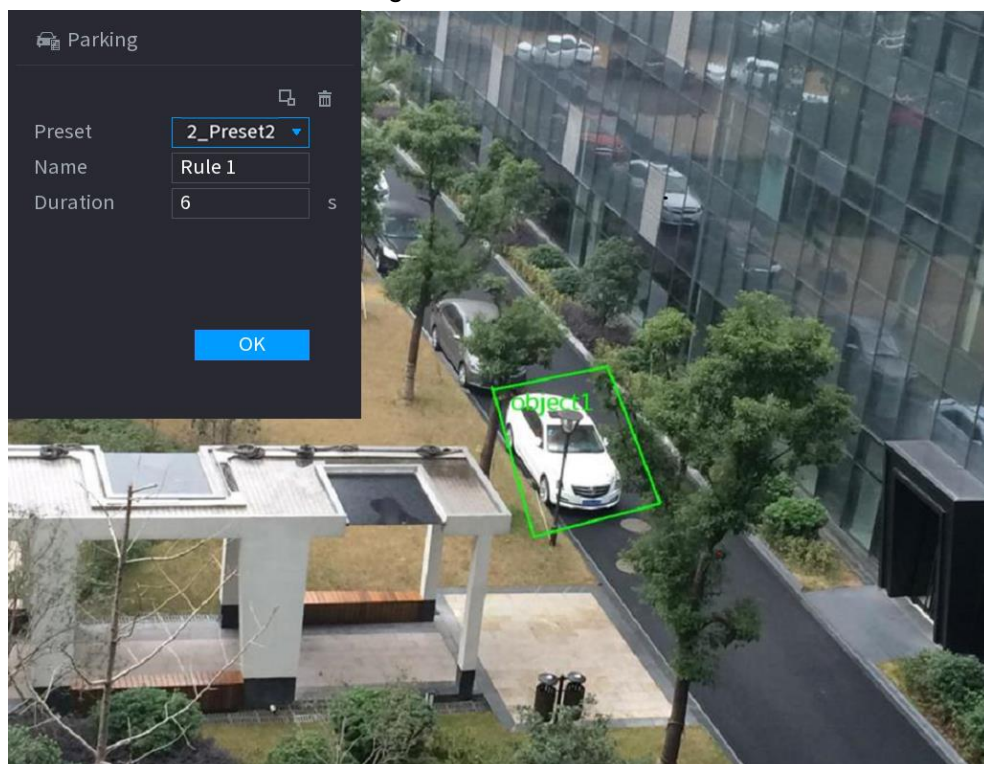 Parking
Preset 2_Preset2
Name Rule 1
Duration 6 s
OK
object1